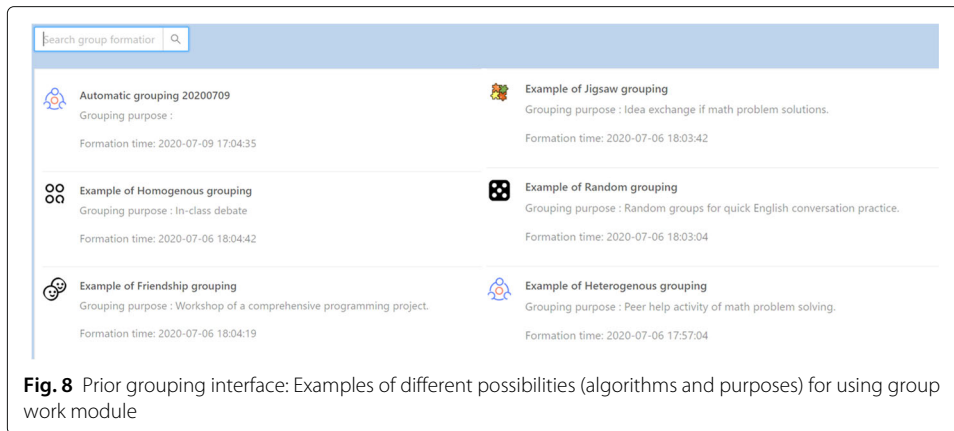 Search group formation
Automatic grouping 20200709
Grouping purpose :
Formation time: 2020-07-09 17:04:35
Example of Homogenous grouping
Grouping purpose : In-class debate
Formation time: 2020-07-06 18:04:42
Example of Friendship grouping
Grouping purpose : Workshop of a comprehensive programming project.
Formation time: 2020-07-06 18:04:19
Example of Jigsaw grouping
Grouping purpose : Idea exchange if math problem solutions.
Formation time: 2020-07-06 18:03:42
Example of Random grouping
Grouping purpose : Random groups for quick English conversation practice.
Formation time: 2020-07-06 18:03:04
Example of Heterogenous grouping
Grouping purpose : Peer help activity of math problem solving.
Formation time: 2020-07-06 17:57:04
Fig. 8 Prior grouping interface: Examples of different possibilities (algorithms and purposes) for using group
work module